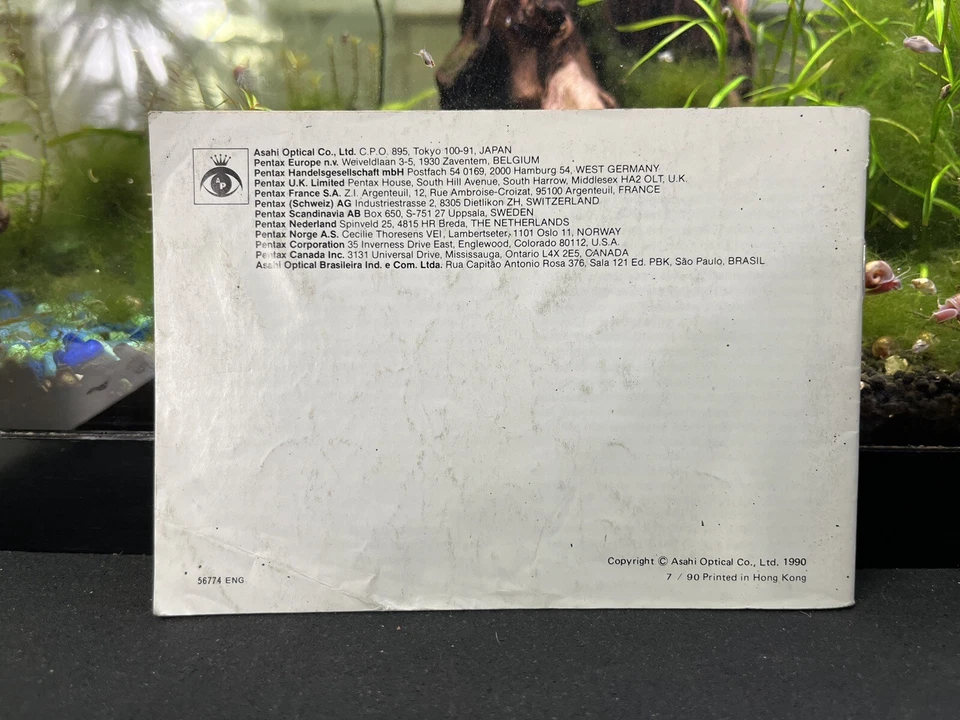 AP
Asahi Optical Co., Ltd. C.P.O. 895, Tokyo 100-91, JAPAN
Pentax Europe n.v. Weiveldlaan 3-5, 1930 Zaventem, BELGIUM
Pentax Handelsgesellschaft mbH Postfach 54 0169, 2000 Hamburg 54, WEST GERMANY
Pentax U.K. Limited Pentax House, South Hill Avenue, South Harrow, Middlesex HA2 OLT, U.K.
Pentax France S.A. Z.I. Argenteuil, 12, Rue Ambroise-Croizat, 95100 Argenteuil, FRANCE
Pentax (Schweiz) AG Industriestrasse 2, 8305 Dietlikon ZH, SWITZERLAND
Pentax Scandinavia AB Box 650, S-751 27 Uppsala, SWEDEN
Pentax Nederland Spinveld 25, 4815 HR Breda, THE NETHERLANDS
Pentax Norge A.S. Cecilie Thoresens VEI, Lambertseter, 1101 Oslo 11, NORWAY
Pentax Corporation 35 Inverness Drive East, Englewood, Colorado 80112, U.S.A.
Pentax Canada Inc. 3131 Universal Drive, Mississauga, Ontario L4X 2E5, CANADA
Asahi Optical Brasileira Ind. e Com. Ltda. Rua Capitão Antonio Rosa 376, Sala 121 Ed. PBK, São Paulo, BRASIL
Copyright © Asahi Optical Co., Ltd. 1990
7 / 90 Printed in Hong Kong
56774 ENG